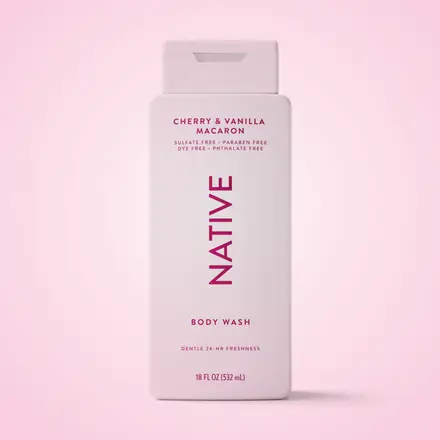 CHERRY & VANILLA
MACARON
SULFATE FREE • PARABEN FREE
DYE FREE • PHTHALATE FREE
NATIVE
BODY WASH
GENTLE 24-HR FRESHNESS
18 FL OZ (532 mL)